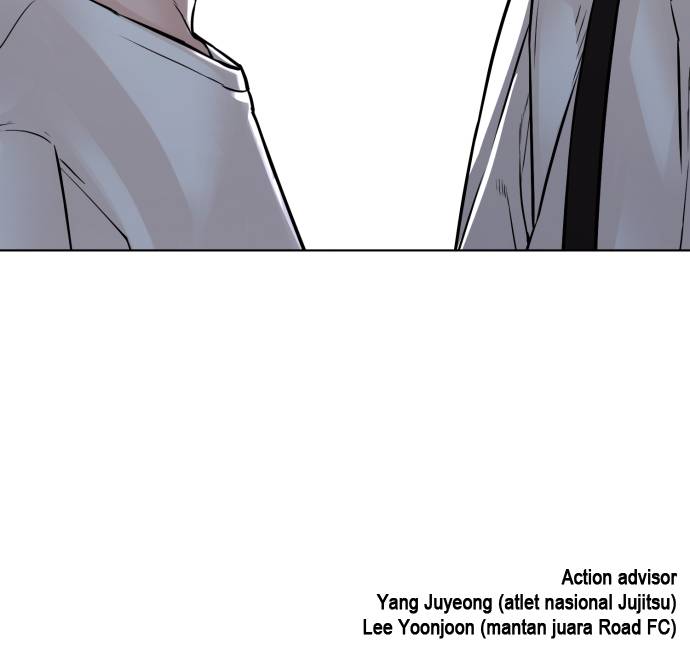 Action advisor
Yang Juyeong (atlet nasional Jujitsu)
Lee Yoonjoon (mantan juara Road FC)